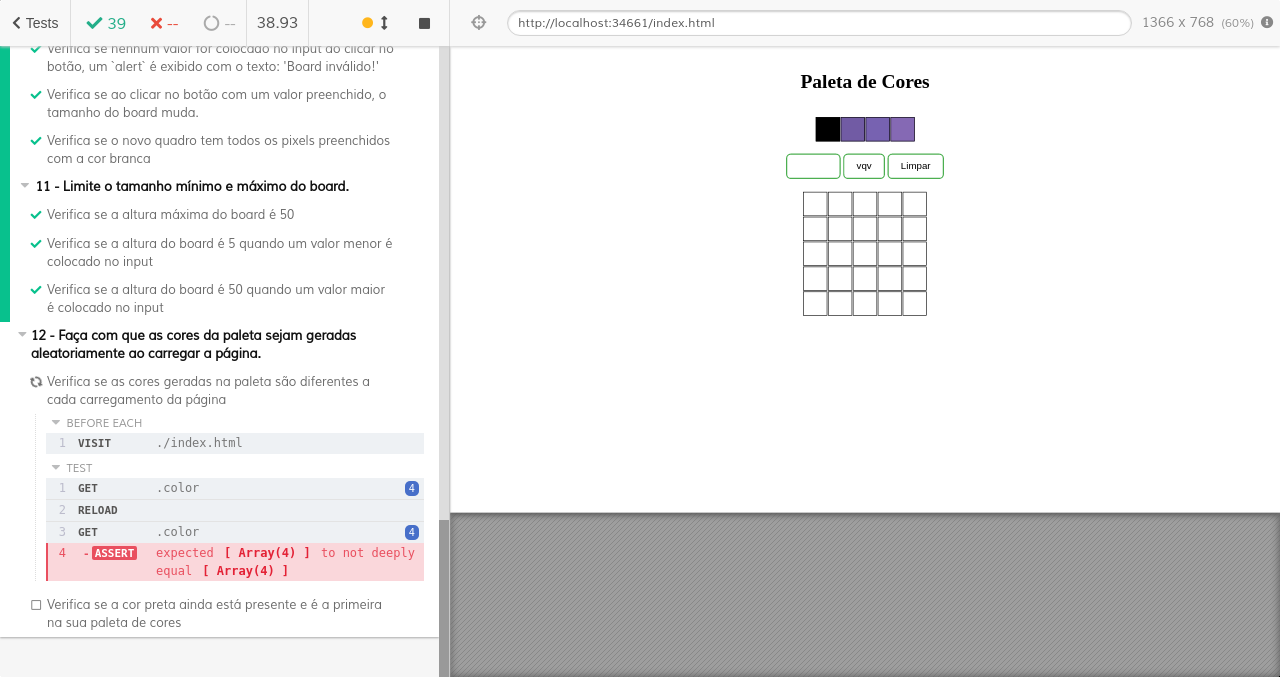 Tests
39
--
--
38.93
http://localhost:34661/index.html
1366 x 768 (60%)
Verifica se nenhum valor for colocado no input ao clicar no
botão, um `alert` é exibido com o texto: 'Board inválido!'
Verifica se ao clicar no botão com um valor preenchido, o
tamanho do board muda.
Verifica se o novo quadro tem todos os pixels preenchidos
com a cor branca
11 - Limite o tamanho mínimo e máximo do board.
Verifica se a altura máxima do board é 50
Verifica se a altura do board é 5 quando um valor menor é
colocado no input
Verifica se a altura do board é 50 quando um valor maior
é colocado no input
12 - Faça com que as cores da paleta sejam geradas
aleatoriamente ao carregar a página.
Verifica se as cores geradas na paleta são diferentes a
cada carregamento da página
BEFORE EACH
1 VISIT ./index.html
TEST
1 GET .color 4
2 RELOAD
3 GET .color 4
4 -ASSERT expected [ Array(4) ] to not deeply
equal [ Array(4) ]
Verifica se a cor preta ainda está presente e é a primeira
na sua paleta de cores
Paleta de Cores
vqv
Limpar